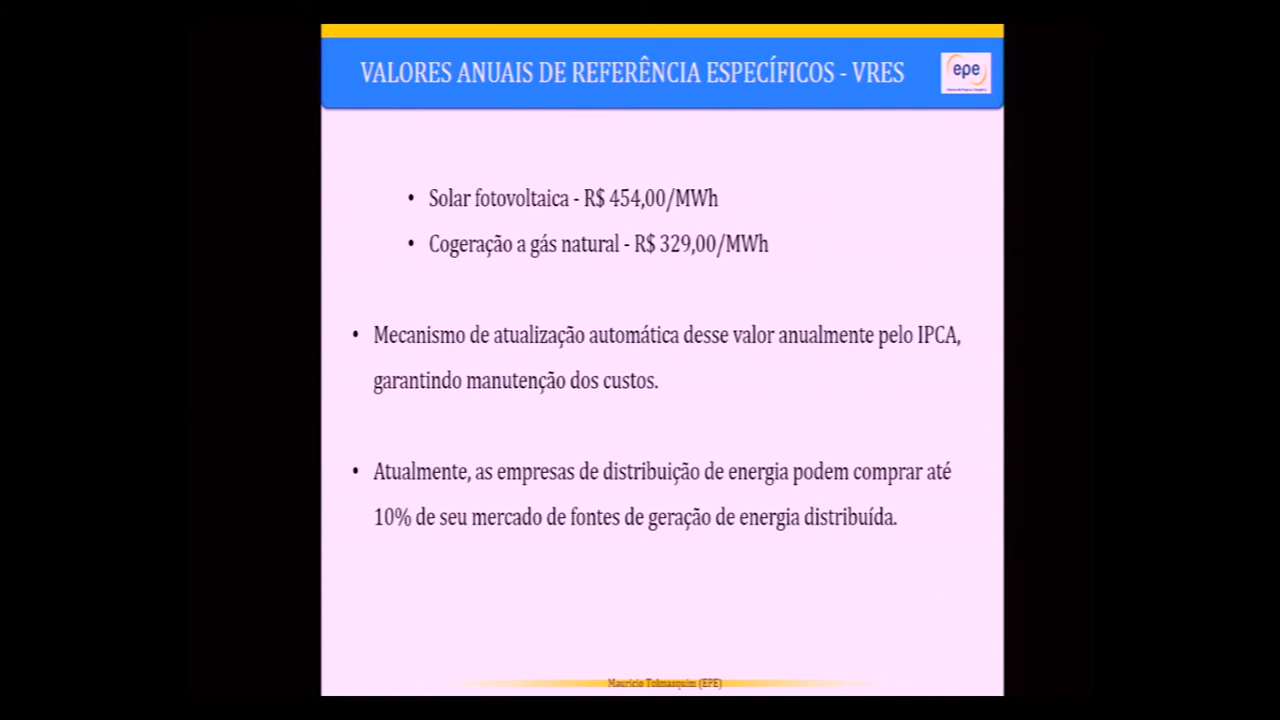 VALORES ANUAIS DE REFERÊNCIA ESPECÍFICOS - VRES
epe
• Solar fotovoltaica - R$ 454,00/MWh
• Cogeração a gás natural - R$ 329,00/MWh
• Mecanismo de atualização automática desse valor anualmente pelo IPCA,
garantindo manutenção dos custos.
• Atualmente, as empresas de distribuição de energia podem comprar até
10% de seu mercado de fontes de geração de energia distribuída.
Mauricio Tolmasquim (EPE)